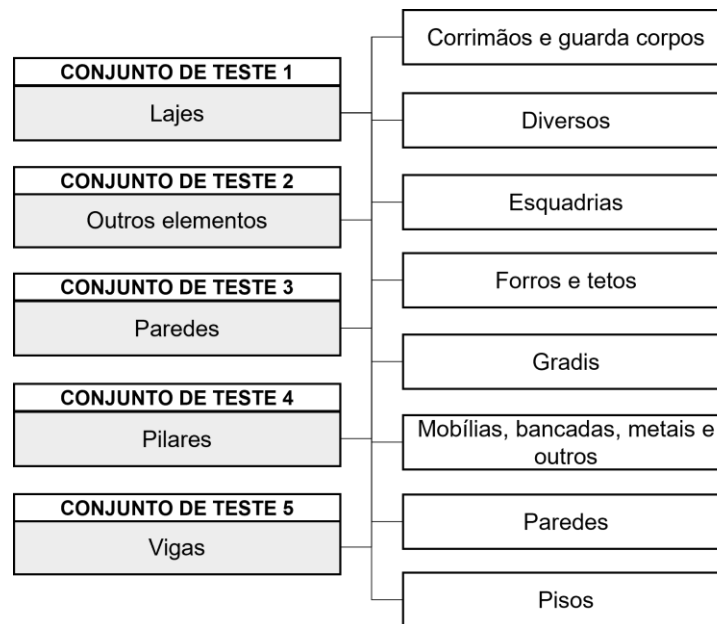 CONJUNTO DE TESTE 1
Lajes
CONJUNTO DE TESTE 2
Outros elementos
CONJUNTO DE TESTE 3
Paredes
CONJUNTO DE TESTE 4
Pilares
CONJUNTO DE TESTE 5
Vigas
Corrimãos e guarda corpos
Diversos
Esquadrias
Forros e tetos
Gradis
Mobílias, bancadas, metais e
outros
Paredes
Pisos